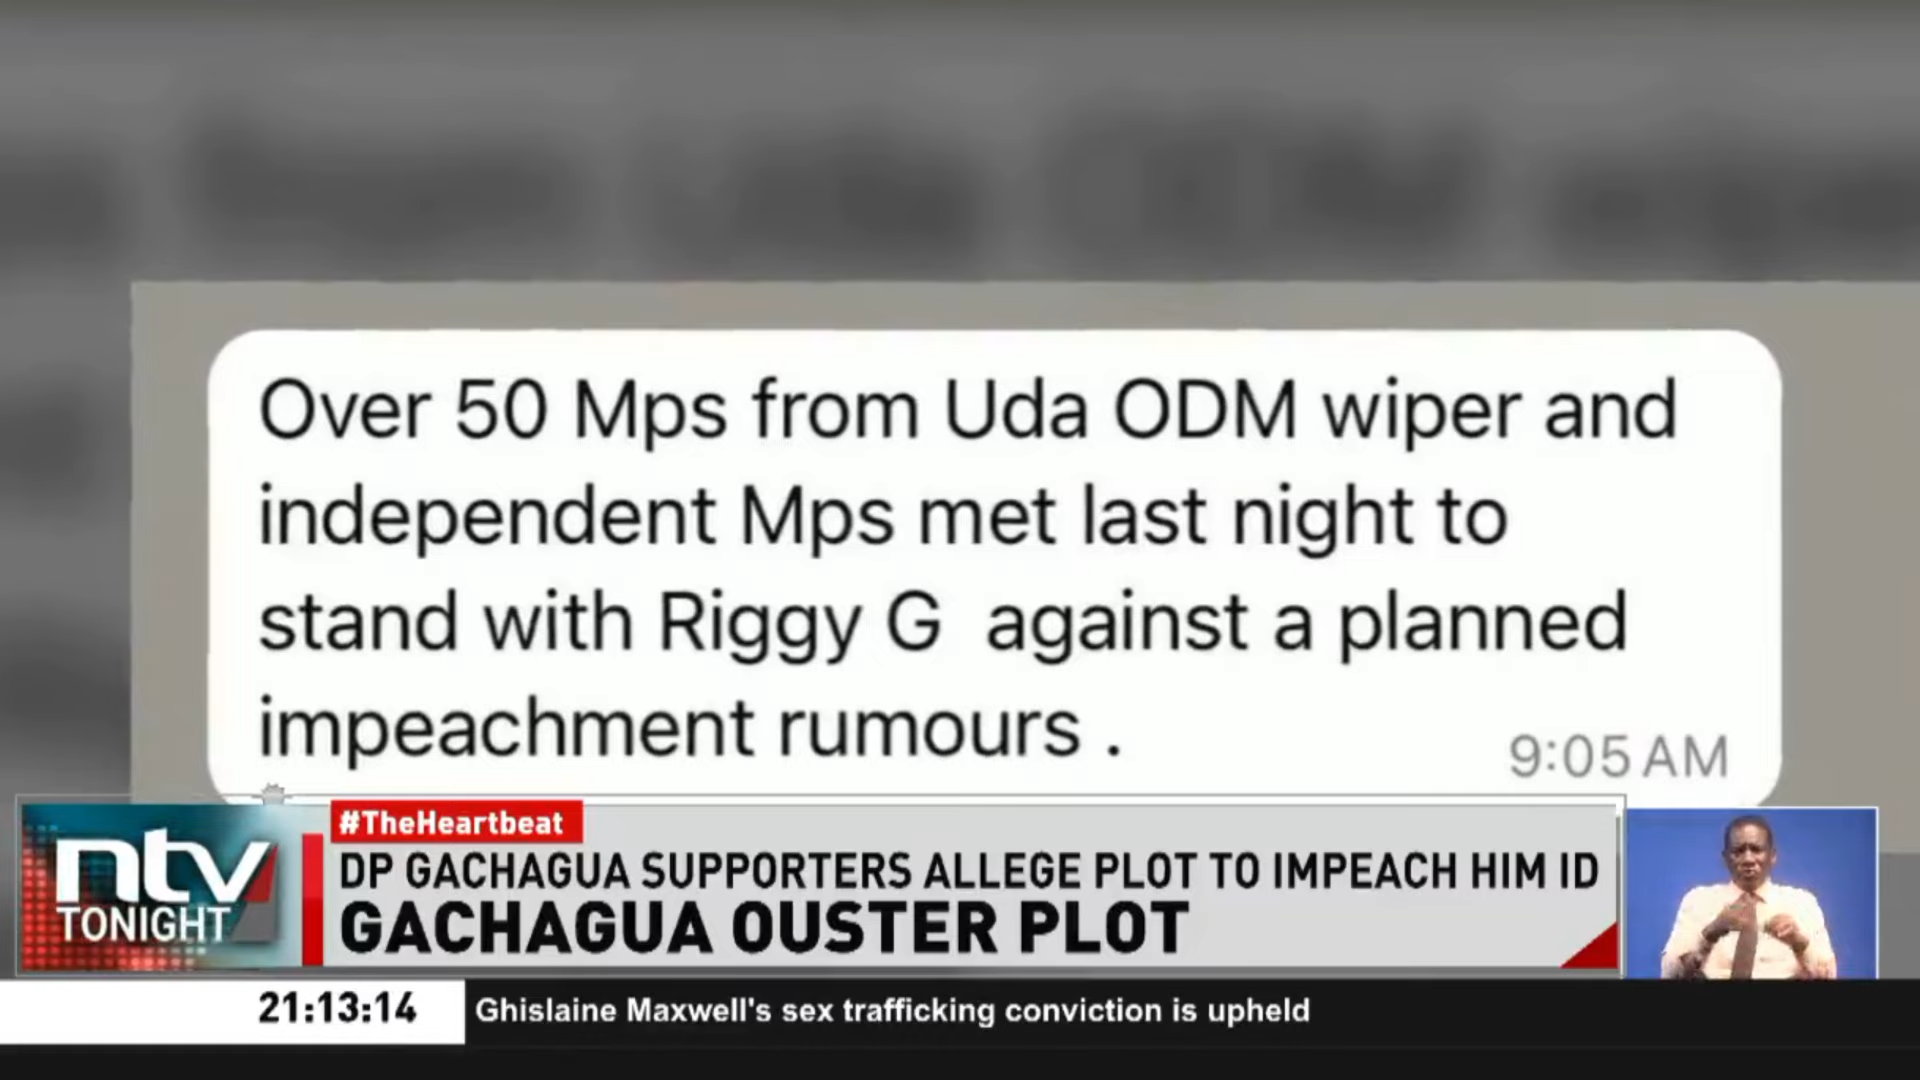 Over 50 Mps from Uda ODM wiper and
independent Mps met last night to
stand with Riggy G  against a planned
impeachment rumours .
9:05 AM
#TheHeartbeat
DP GACHAGUA SUPPORTERS ALLEGE PLOT TO IMPEACH HIM ID
GACHAGUA OUSTER PLOT
ntv
TONIGHT
21:13:14
Ghislaine Maxwell's sex trafficking conviction is upheld